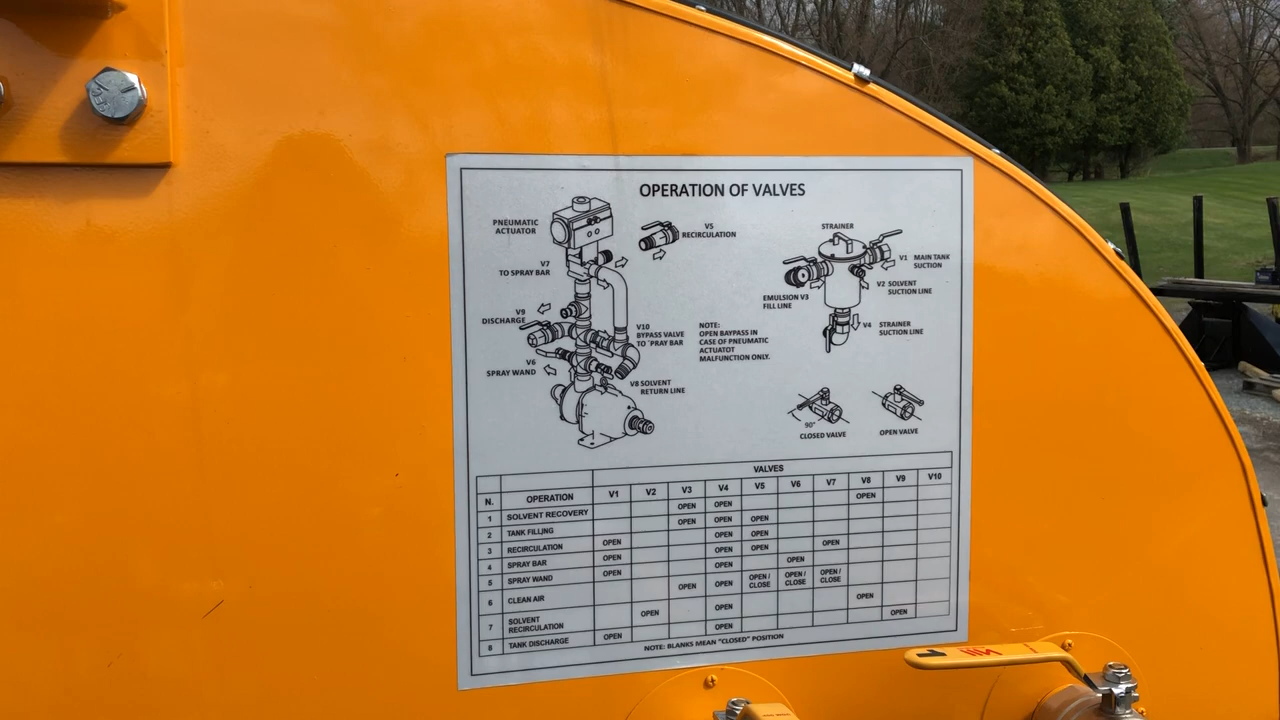 OPERATION OF VALVES
PNEUMATIC
ACTUATOR
V5
RECIRCULATION
STRAINER
V7
TO SPRAY BAR
V1 MAIN TANK
SUCTION
V2 SOLVENT
SUCTION LINE
EMULSION V3
FILL LINE
V9
DISCHARGE
V10
BYPASS VALVE
TO ˊPRAY BAR
NOTE:
OPEN BAYPASS IN
CASE OF PNEUMATIC
ACTUATOT
MALFUNCTION ONLY.
V4 STRAINER
SUCTION LINE
V6
SPRAY WAND
V8 SOLVENT
RETURN LINE
90°
CLOSED VALVE
OPEN VALVE
VALVES
N. OPERATION V1 V2 V3 V4 V5 V6 V7 V8 V9 V10
1 SOLVENT RECOVERY OPEN OPEN OPEN
2 TANK FILLING OPEN OPEN OPEN
3 RECIRCULATION OPEN OPEN OPEN
4 SPRAY BAR OPEN OPEN OPEN OPEN
5 SPRAY WAND OPEN OPEN OPEN
6 CLEAN AIR OPEN OPEN OPEN / CLOSE OPEN / CLOSE OPEN / CLOSE
7 SOLVENT RECIRCULATION OPEN OPEN OPEN
8 TANK DISCHARGE OPEN OPEN OPEN
NOTE: BLANKS MEAN "CLOSED" POSITION